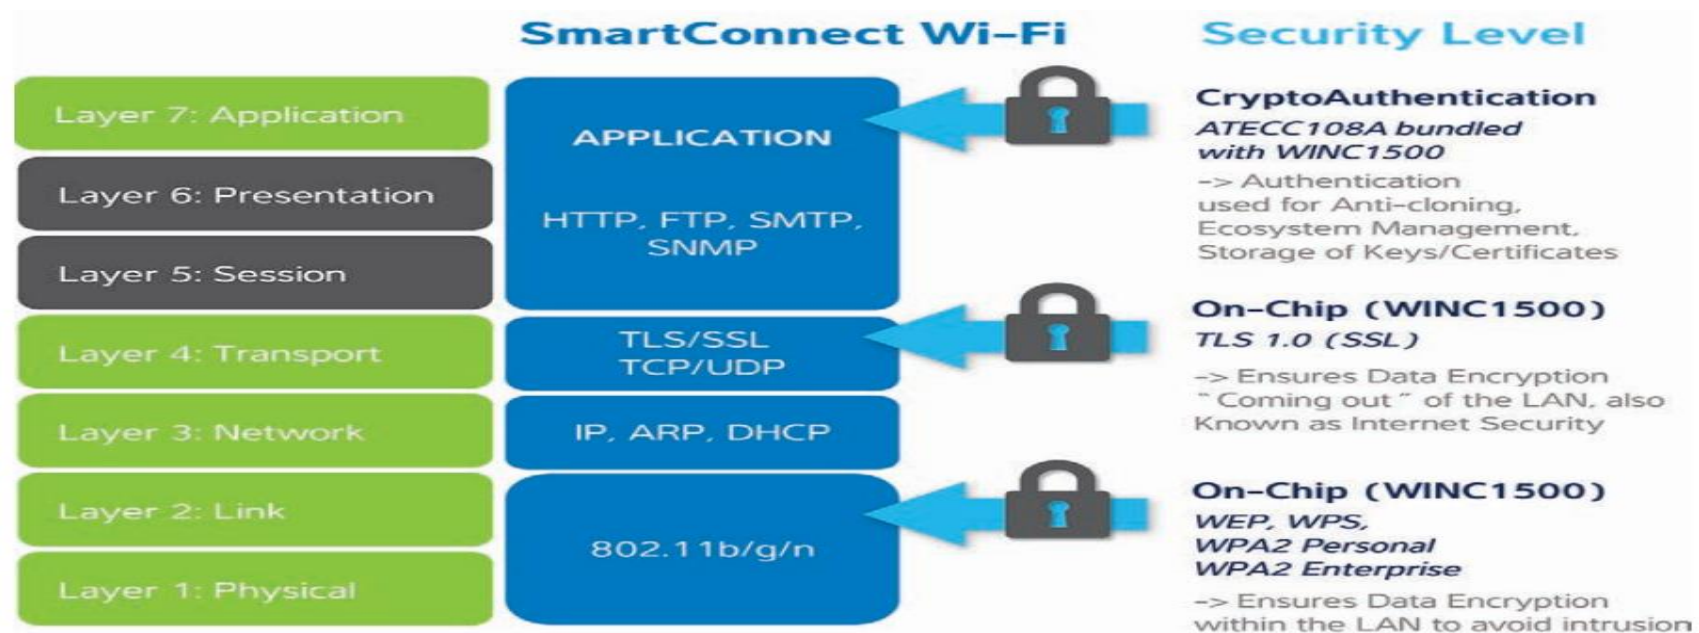 SmartConnect Wi-Fi
Security Level
Layer 7: Application
Layer 6: Presentation
Layer 5: Session
Layer 4: Transport
Layer 3: Network
Layer 2: Link
Layer 1: Physical
APPLICATION
HTTP, FTP, SMTP,
SNMP
TLS/SSL
TCP/UDP
IP, ARP, DHCP
802.11b/g/n
CryptoAuthentication
ATECC108A bundled
with WINC1500
-> Authentication
used for Anti-cloning,
Ecosystem Management,
Storage of Keys/Certificates
On-Chip (WINC1500)
TLS 1.0 (SSL)
-> Ensures Data Encryption
"Coming out" of the LAN, also
Known as Internet Security
On-Chip (WINC1500)
WEP, WPS,
WPA2 Personal
WPA2 Enterprise
-> Ensures Data Encryption
within the LAN to avoid intrusion